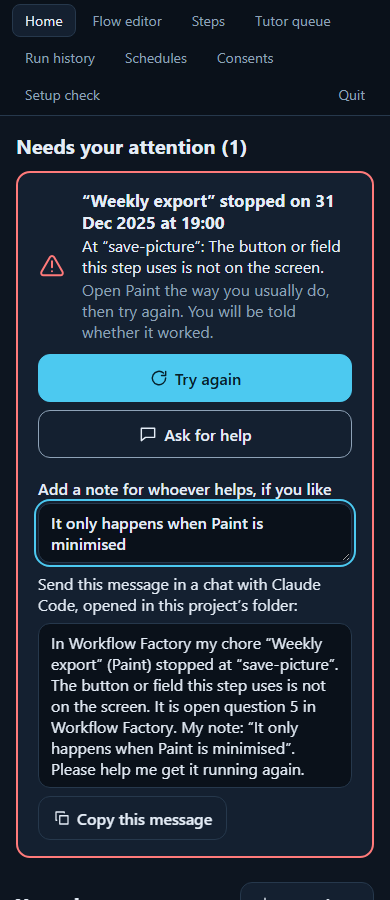 Home Flow editor Steps Tutor queue
Run history Schedules Consents
Setup check Quit
Needs your attention (1)
“Weekly export” stopped on 31
Dec 2025 at 19:00
At “save-picture”: The button or field
this step uses is not on the screen.
Open Paint the way you usually do,
then try again. You will be told
whether it worked.
Try again
Ask for help
Add a note for whoever helps, if you like
It only happens when Paint is
minimised
Send this message in a chat with Claude
Code, opened in this project’s folder:
In Workflow Factory my chore “Weekly
export” (Paint) stopped at “save-picture”.
The button or field this step uses is not
on the screen. It is open question 5 in
Workflow Factory. My note: “It only
happens when Paint is minimised”.
Please help me get it running again.
Copy this message